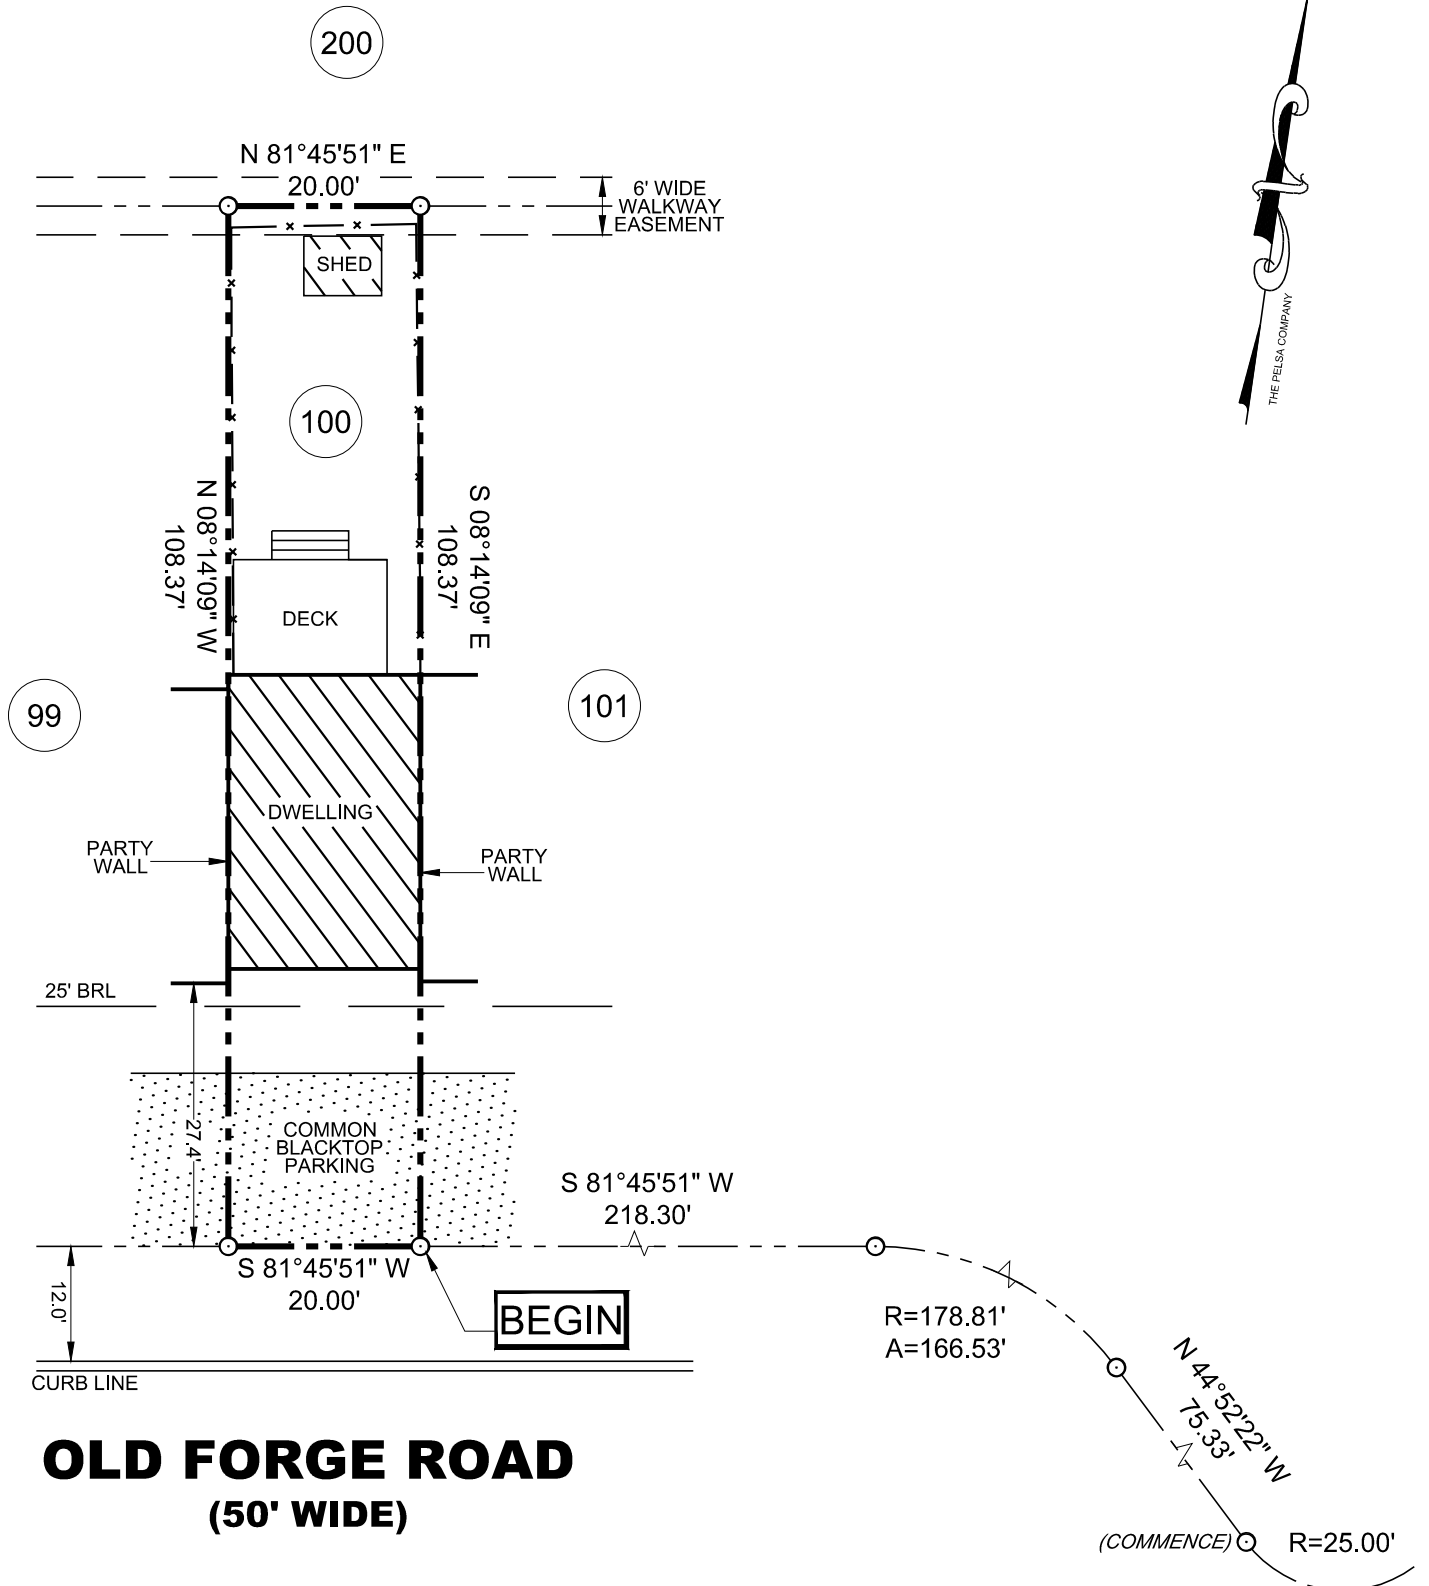 200
N 81°45'51" E
20.00'
6' WIDE
WALKWAY
EASEMENT
SHED
THE PELSA COMPANY
100
N 08°14'09" W
108.37'
S 08°14'09" E
108.37'
DECK
99
101
DWELLING
PARTY
WALL
PARTY
WALL
25' BRL
27.4'
COMMON
BLACKTOP
PARKING
S 81°45'51" W
218.30'
S 81°45'51" W
20.00'
12.0'
BEGIN
R=178.81'
A=166.53'
N 44°52'22" W
75.33'
CURB LINE
OLD FORGE ROAD
(50' WIDE)
(COMMENCE)
R=25.00'